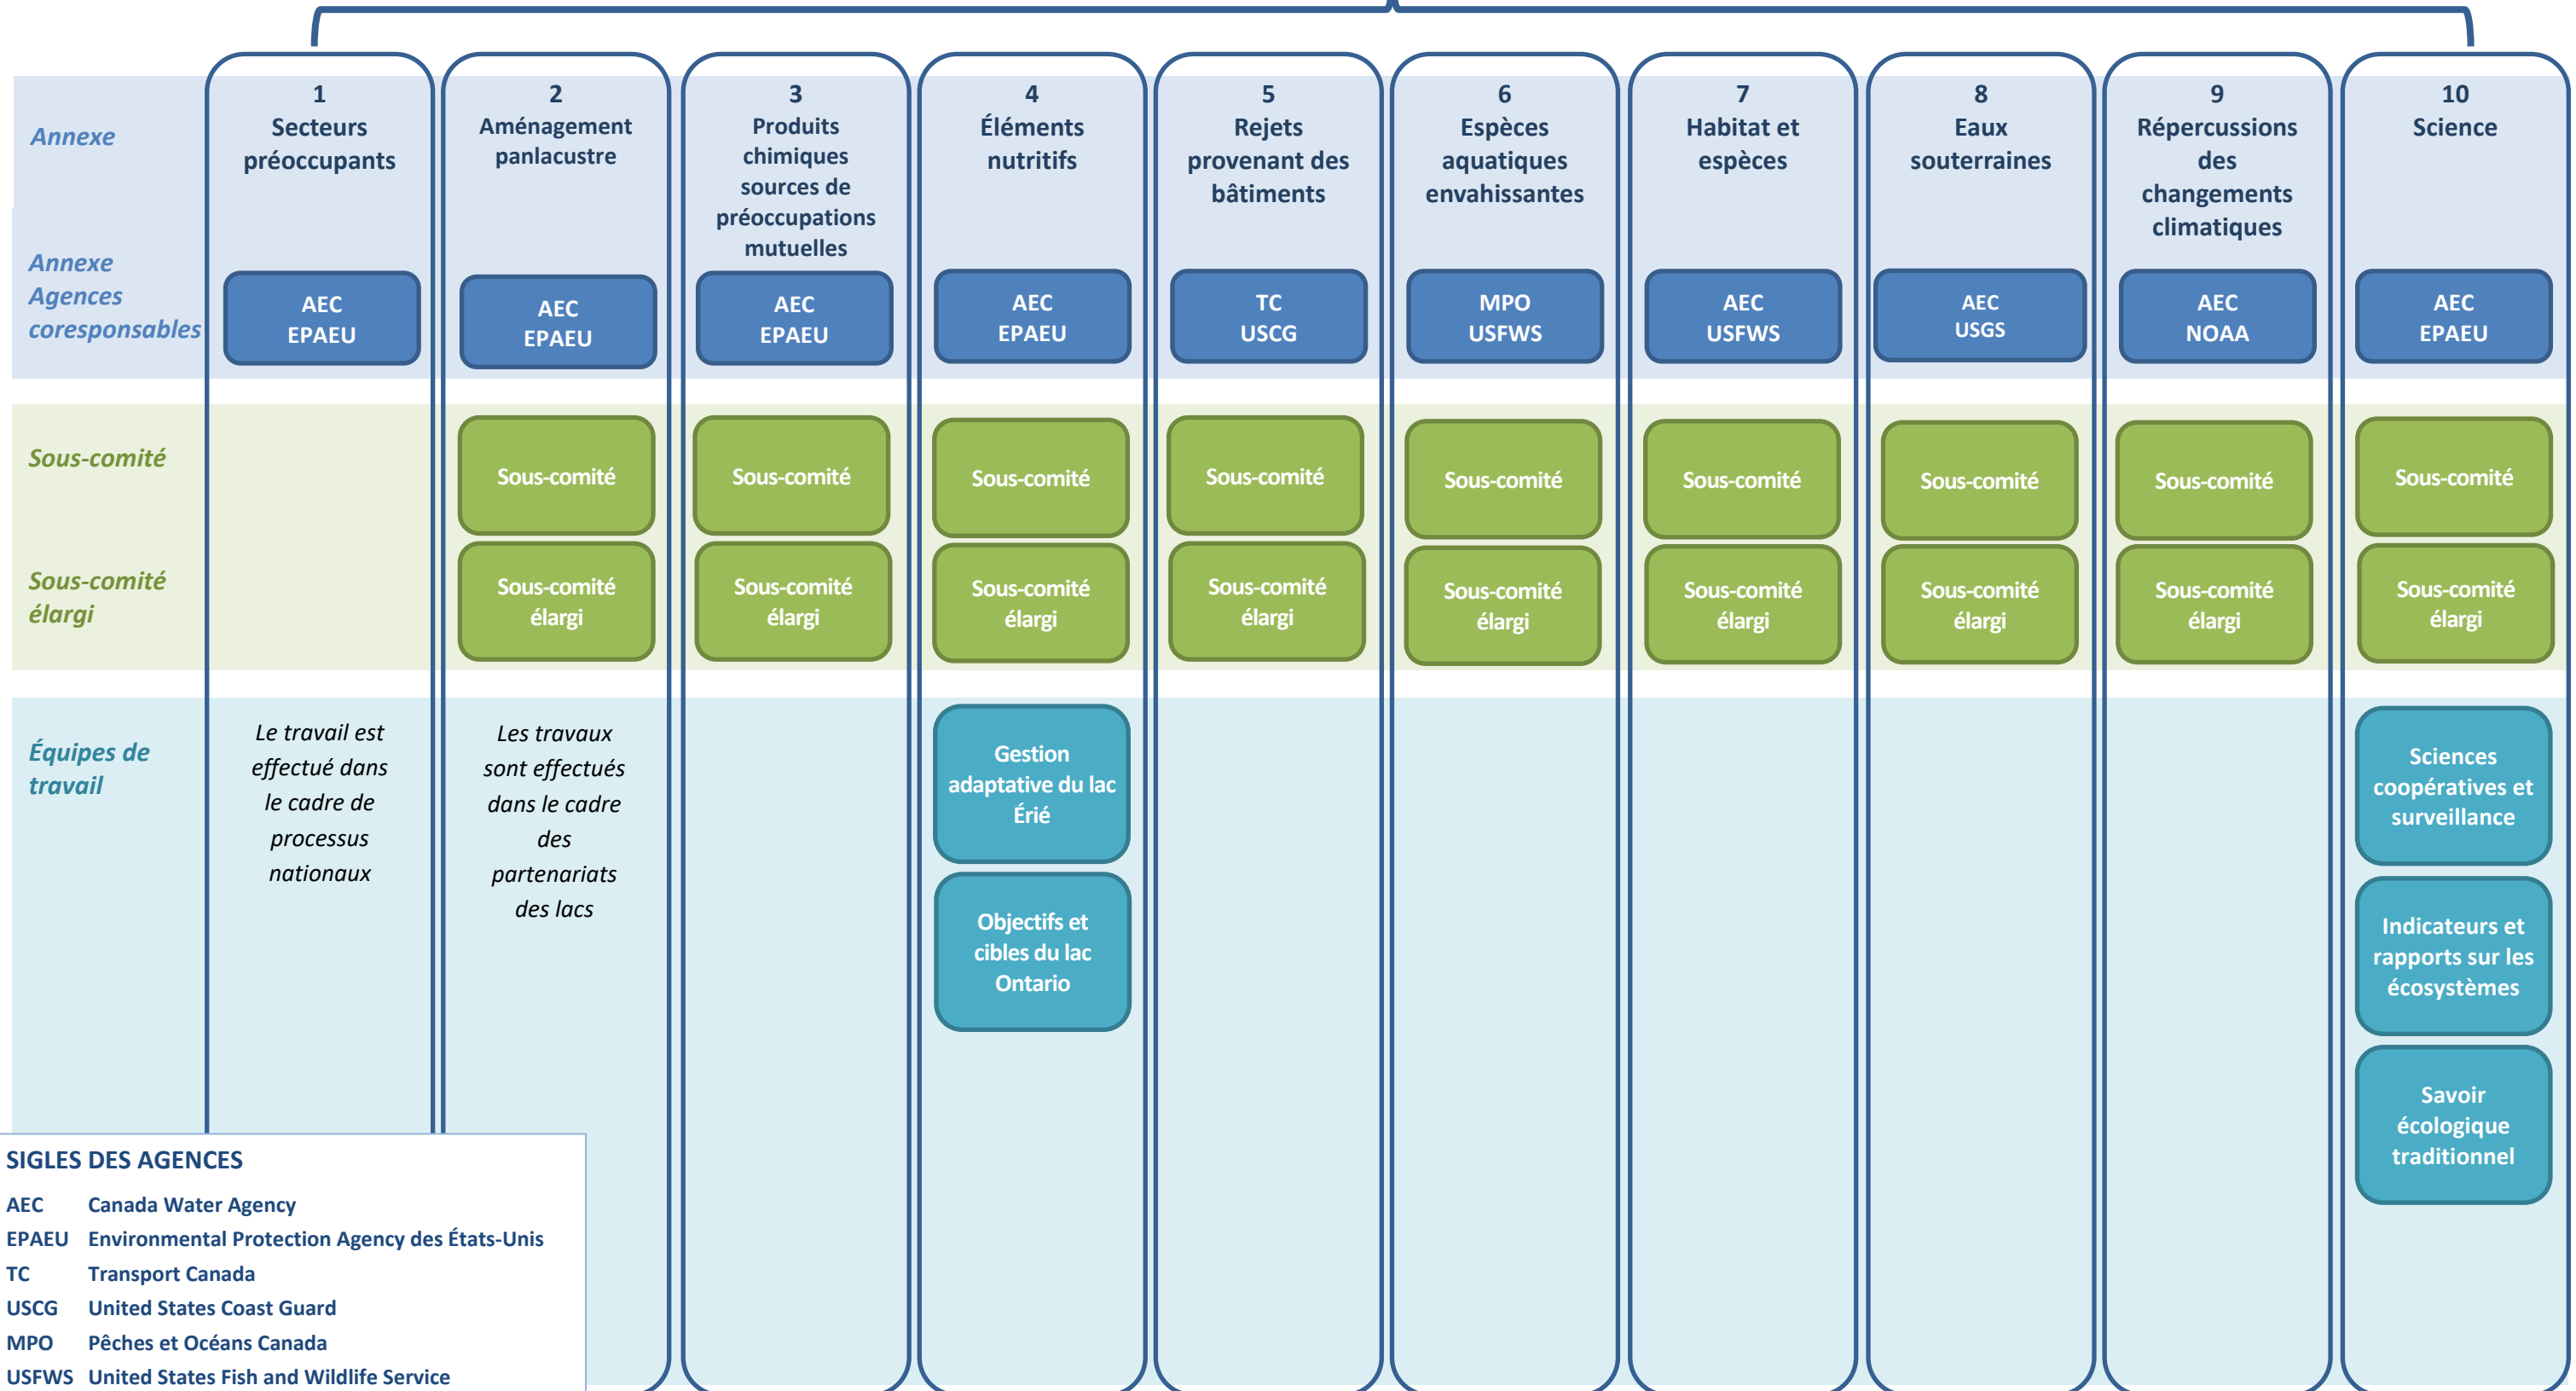 Annexe
Annexe
Agences
coresponsables
1
Secteurs
préoccupants
2
Aménagement
panlacustre
3
Produits
chimiques
sources de
préoccupations
mutuelles
4
Éléments
nutritifs
5
Rejets
provenant des
bâtiments
6
Espèces
aquatiques
envahissantes
7
Habitat et
espèces
8
Eaux
souterraines
9
Répercussions
des
changements
climatiques
10
Science
AEC
EPAEU
AEC
EPAEU
AEC
EPAEU
AEC
EPAEU
TC
USCG
MPO
USFWS
AEC
USFWS
AEC
USGS
AEC
NOAA
AEC
EPAEU
Sous-comité
Sous-comité
Sous-comité
Sous-comité
Sous-comité
Sous-comité
Sous-comité
Sous-comité
Sous-comité
Sous-comité
Sous-comité
élargi
Sous-comité
élargi
Sous-comité
élargi
Sous-comité
élargi
Sous-comité
élargi
Sous-comité
élargi
Sous-comité
élargi
Sous-comité
élargi
Sous-comité
élargi
Sous-comité
élargi
Équipes de
travail
Le travail est
effectué dans
le cadre de
processus
nationaux
Les travaux
sont effectués
dans le cadre
des
partenariats
des lacs
Gestion
adaptative du lac
Érié
Objectifs et
cibles du lac
Ontario
Sciences
coopératives et
surveillance
Indicateurs et
rapports sur les
écosystèmes
Savoir
écologique
traditionnel
SIGLES DES AGENCES
AEC Canada Water Agency
EPAEU Environmental Protection Agency des États-Unis
TC Transport Canada
USCG United States Coast Guard
MPO Pêches et Océans Canada
USFWS United States Fish and Wildlife Service